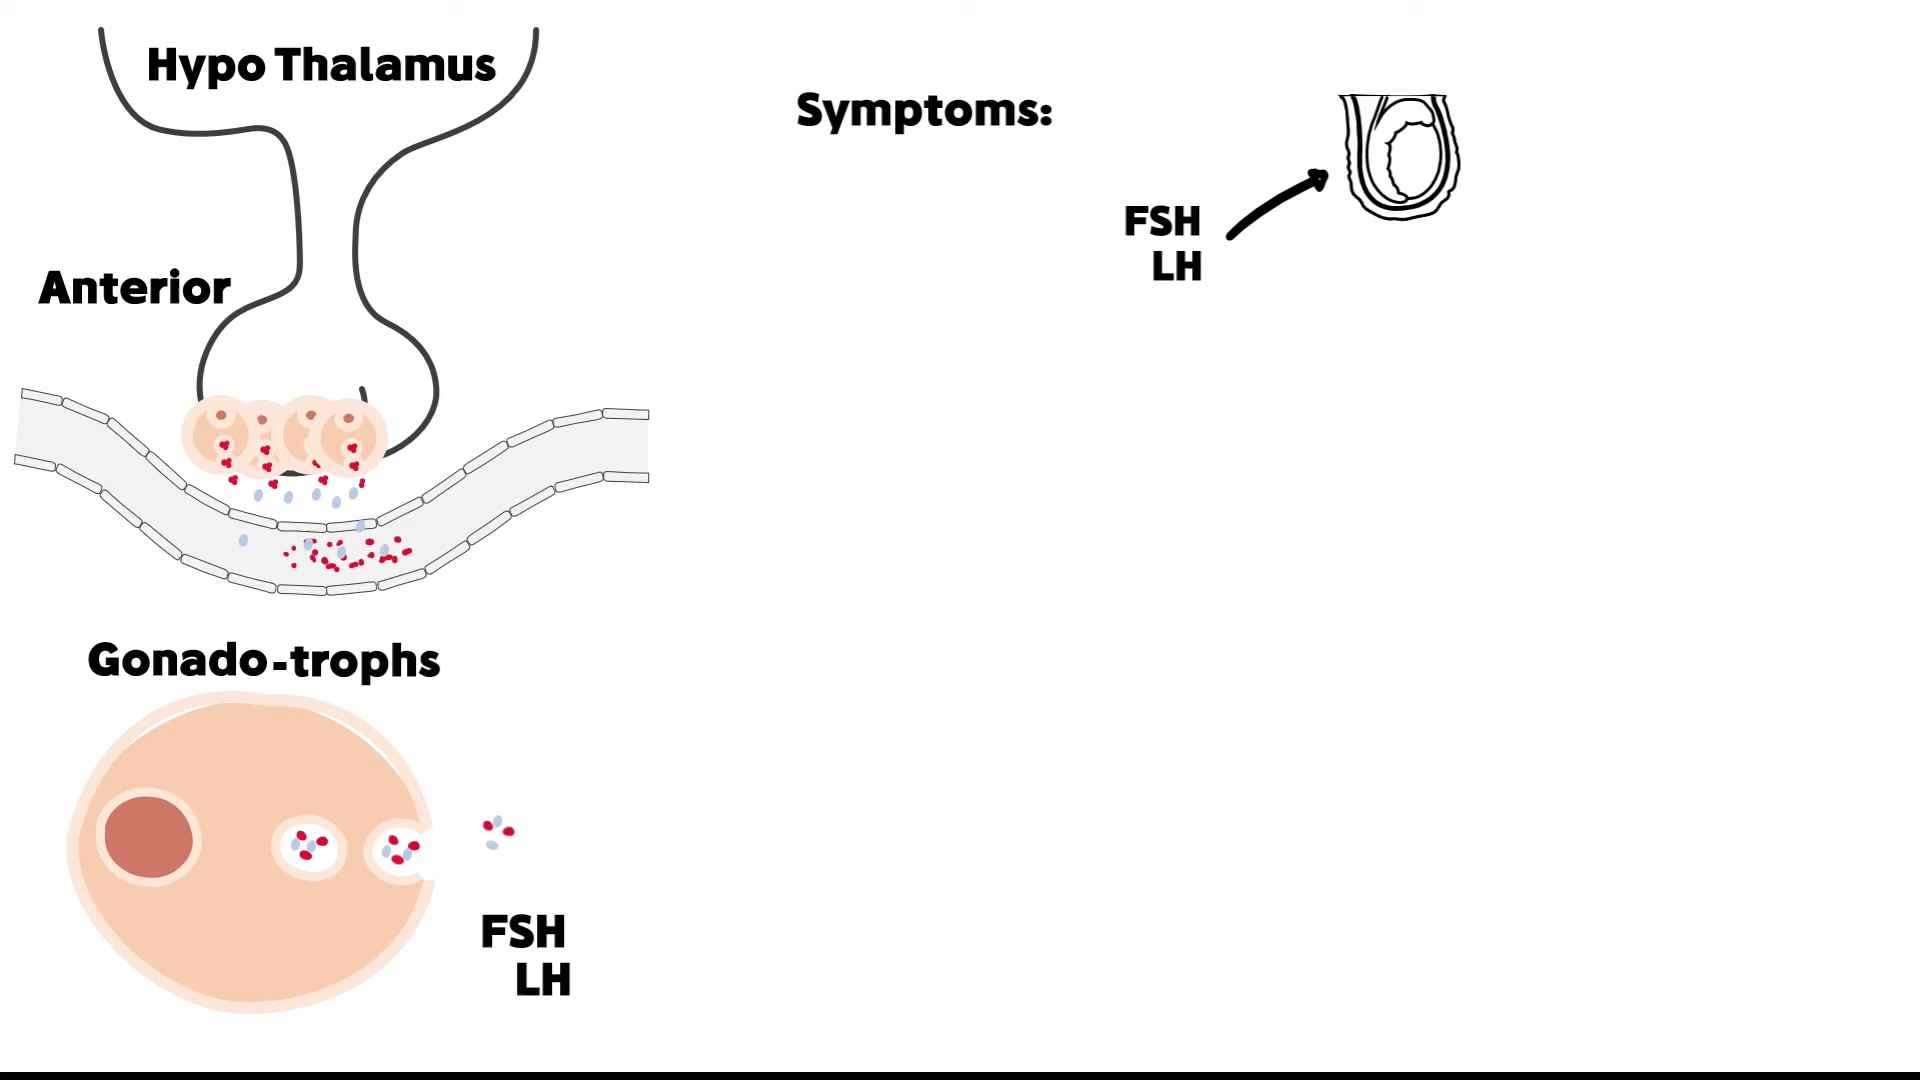 Hypo Thalamus
Symptoms:
FSH
LH
Anterior
Gonado-trophs
FSH
LH